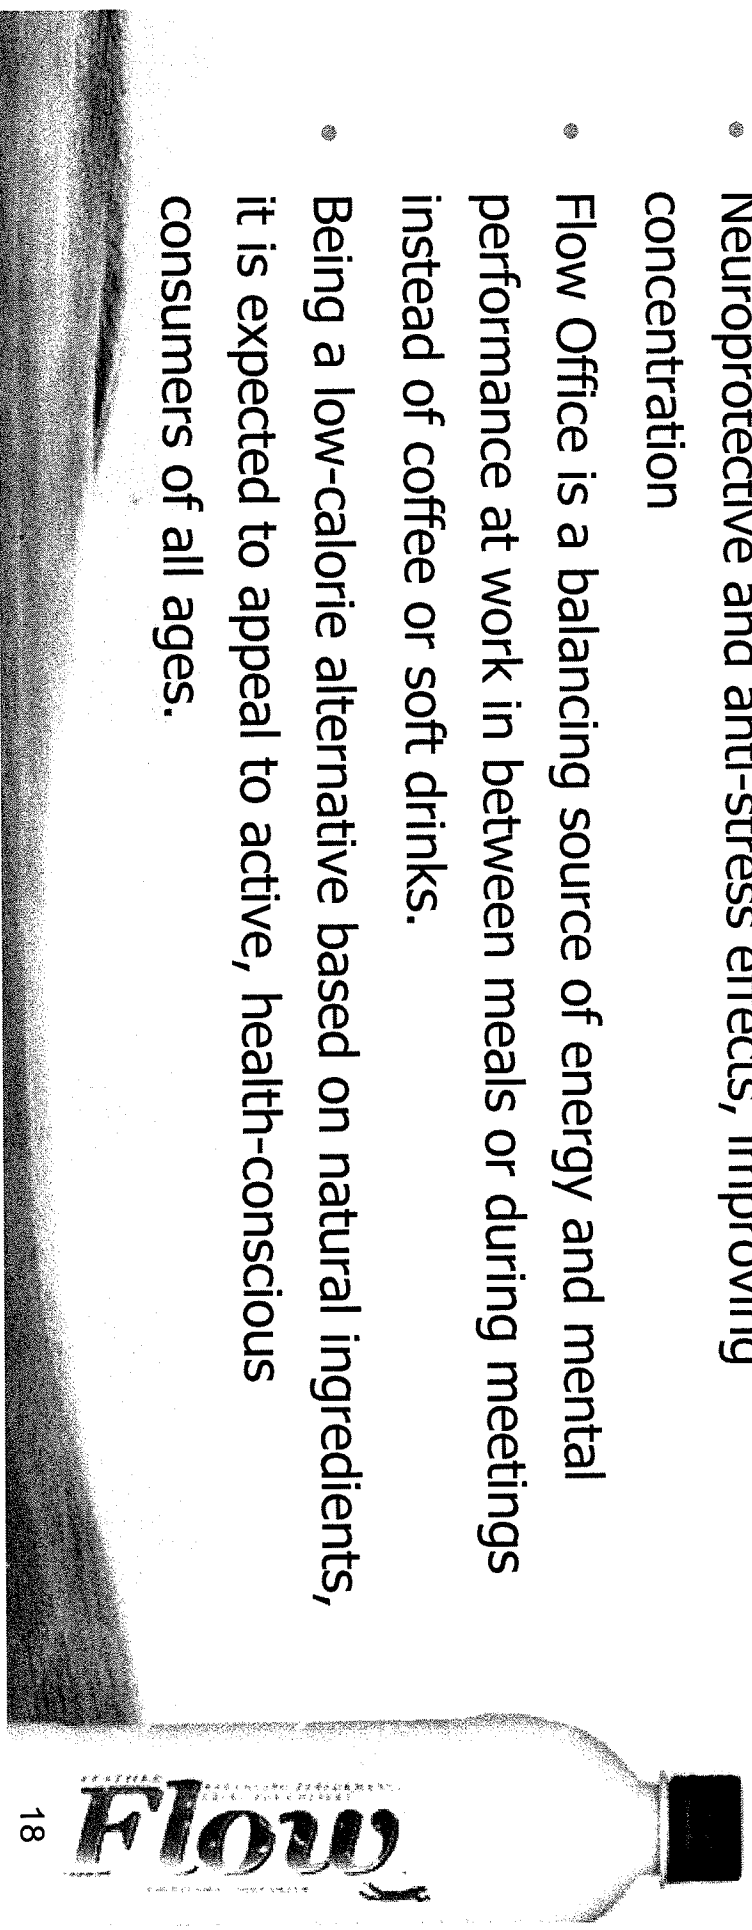 • Neuroprotective and anti-stress effects, improving
concentration
• Flow Office is a balancing source of energy and mental
performance at work in between meals or during meetings
instead of coffee or soft drinks.
• Being a low-calorie alternative based on natural ingredients,
it is expected to appeal to active, health-conscious
consumers of all ages.
Flow
18